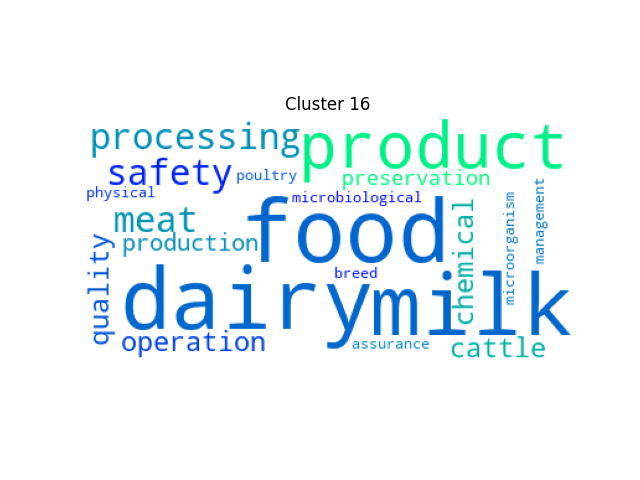 Cluster 16
processing
product
safety
poultry
preservation
physical
microbiological
meat
food
production
chemical
microorganism
management
quality
breed
dairy
milk
operation
assurance
cattle